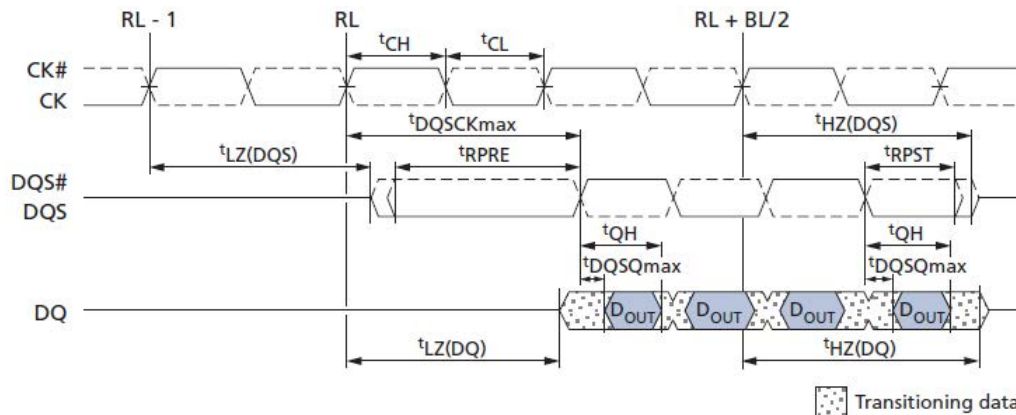 RL - 1 RL RL + BL/2
tCH tCL
CK#
CK
tDQSCKmax tHZ(DQS)
tLZ(DQS) tRPRE tRPST
DQS#
DQS
tQH tQH
tDQSQmax tDQSQmax
DQ DOUT DOUT DOUT DOUT
tLZ(DQ) tHZ(DQ)
Transitioning data